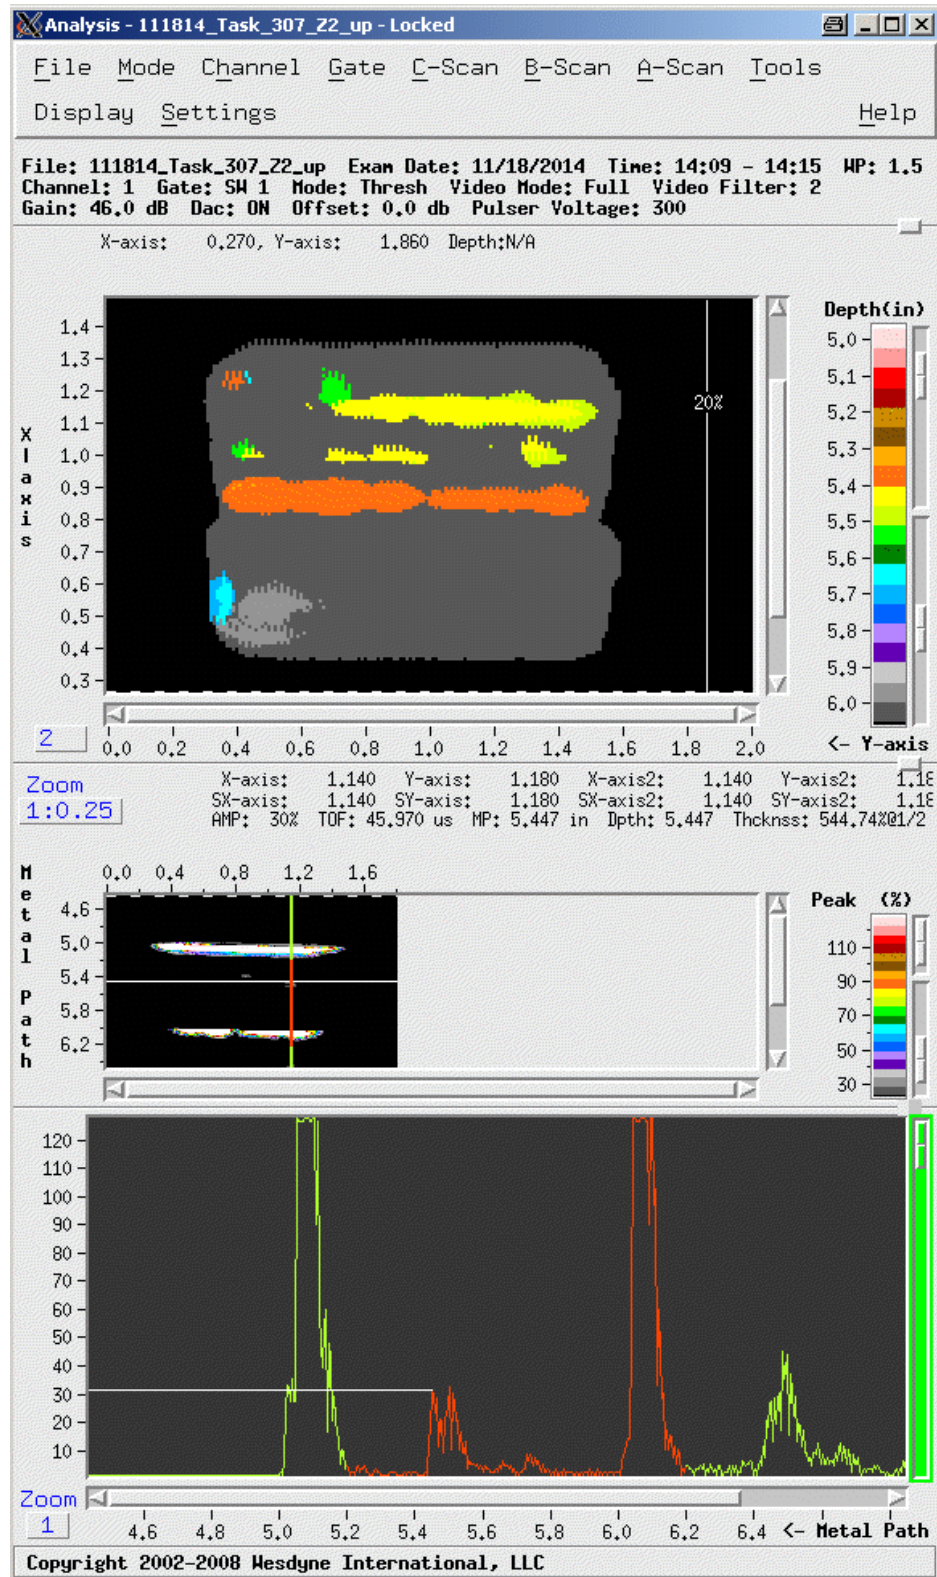 Analysis - 111814_Task_307_Z2_up - Locked
File Mode Channel Gate C-Scan B-Scan A-Scan Tools
Display Settings Help
File: 111814_Task_307_Z2_up Exam Date: 11/18/2014 Time: 14:09 - 14:15 WP: 1.5
Channel: 1 Gate: SW 1 Mode: Thresh Video Mode: Full Video Filter: 2
Gain: 46.0 dB Dac: ON Offset: 0.0 db Pulser Voltage: 300
X-axis: 0.270, Y-axis: 1.860 Depth:N/A
X-axis
1.4
1.3
1.2
1.1
1.0
0.9
0.8
0.7
0.6
0.5
0.4
0.3
20%
Depth(in)
5.0
5.1
5.2
5.3
5.4
5.5
5.6
5.7
5.8
5.9
6.0
2
0.0 0.2 0.4 0.6 0.8 1.0 1.2 1.4 1.6 1.8 2.0
<- Y-axis
Zoom
1:0.25
X-axis: 1.140 Y-axis: 1.180 X-axis2: 1.140 Y-axis2: 1.18
SX-axis: 1.140 SY-axis: 1.180 SX-axis2: 1.140 SY-axis2: 1.18
AMP: 30% TOF: 45.970 us MP: 5.447 in Dpth: 5.447 Thcknss: 544.74%@1/2
Metal Path
0.0 0.4 0.8 1.2 1.6
4.6
5.0
5.4
5.8
6.2
Peak (%)
110
90
70
50
30
120
110
100
90
80
70
60
50
40
30
20
10
Zoom
1
4.6 4.8 5.0 5.2 5.4 5.6 5.8 6.0 6.2 6.4 <- Metal Path
Copyright 2002-2008 Wesdyne International, LLC